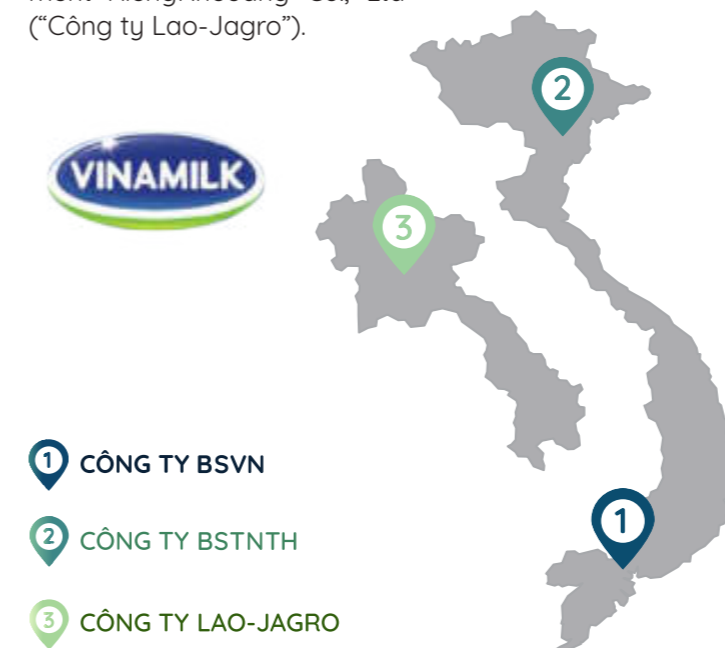 ("Công ty Lao-Jagro").
VINAMILK
2
3
1
1 CÔNG TY BSVN
2 CÔNG TY BSTNTH
3 CÔNG TY LAO-JAGRO